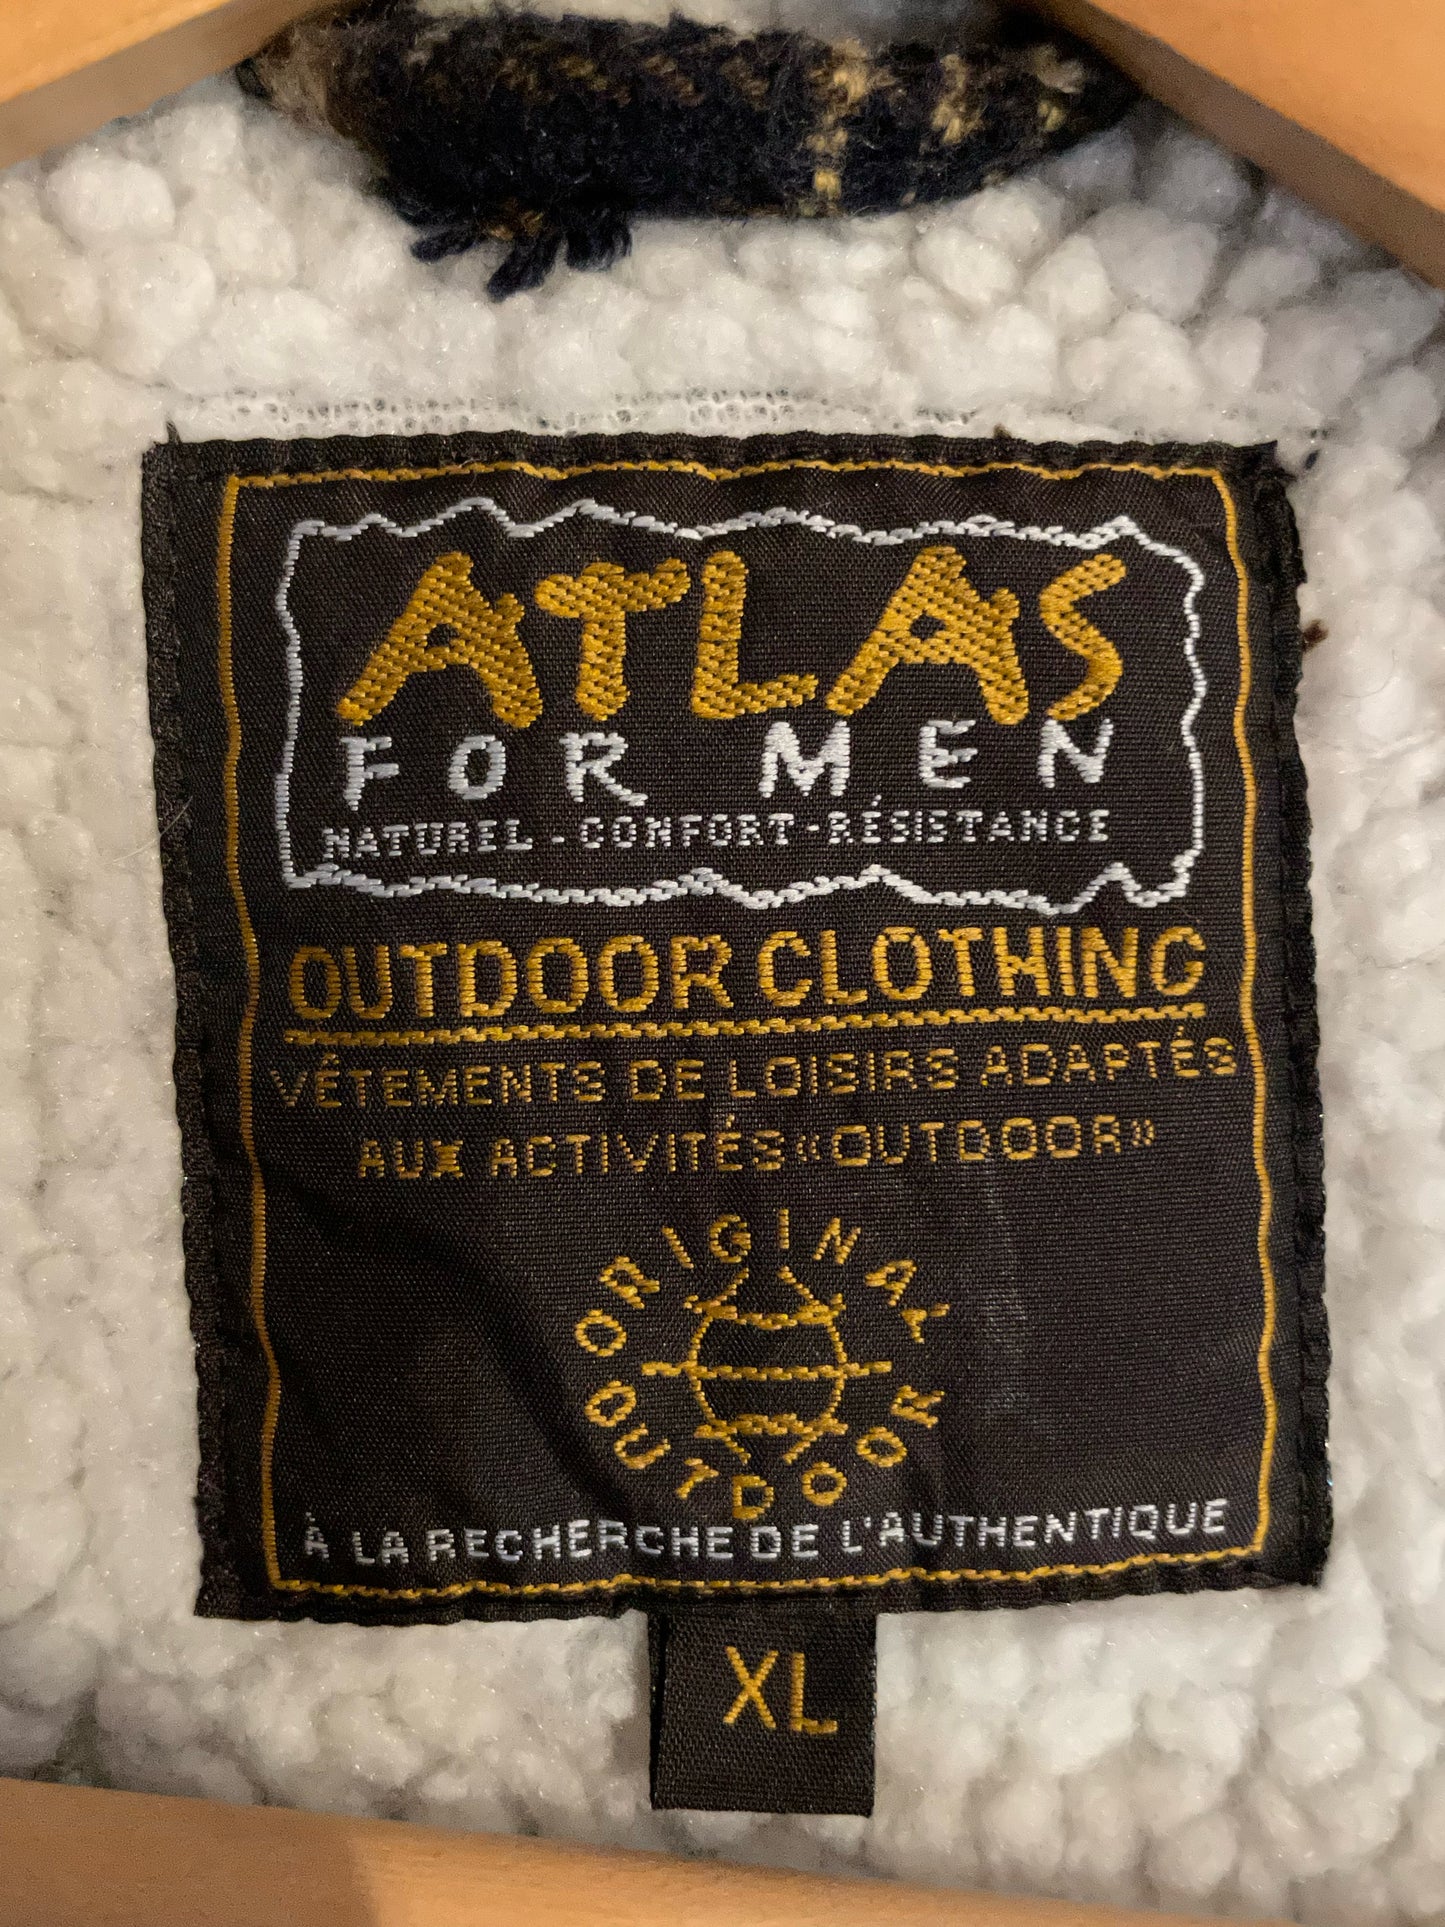 ATLAS
FOR MEN
NATUREL - CONFORT - RÉSISTANCE
OUTDOOR CLOTHING
VÊTEMENTS DE LOISIRS ADAPTÉS
AUX ACTIVITÉS «OUTDOOR»
ORIGINAL
OUTDOOR
À LA RECHERCHE DE L'AUTHENTIQUE
XL